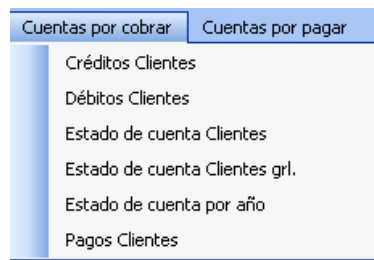 Cuentas por cobrar Cuentas por pagar
Créditos Clientes
Débitos Clientes
Estado de cuenta Clientes
Estado de cuenta Clientes grl.
Estado de cuenta por año
Pagos Clientes